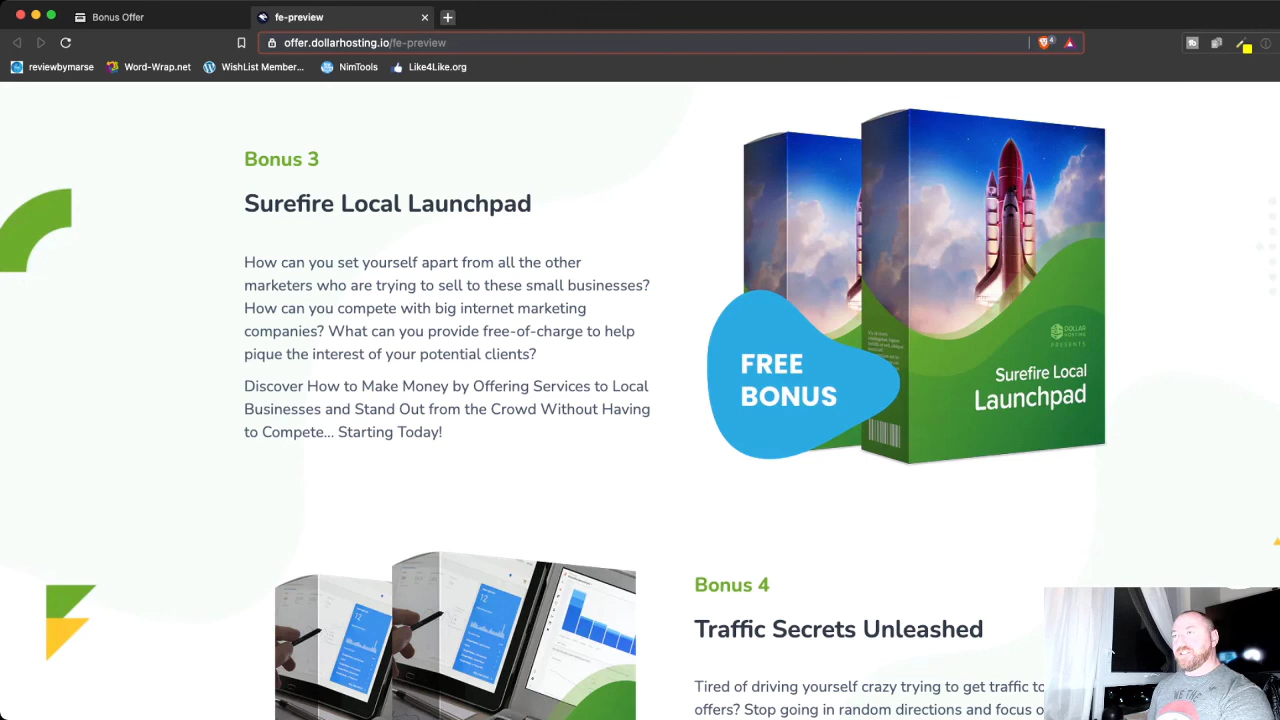 Bonus Offer
fe-preview
offer.dollarhosting.io/fe-preview
4
reviewbymarse
Word-Wrap.net
WishList Member...
NimTools
Like4Like.org
Bonus 3
Surefire Local Launchpad
How can you set yourself apart from all the other
marketers who are trying to sell to these small businesses?
How can you compete with big internet marketing
companies? What can you provide free-of-charge to help
pique the interest of your potential clients?
Discover How to Make Money by Offering Services to Local
Businesses and Stand Out from the Crowd Without Having
to Compete... Starting Today!
FREE
BONUS
DOLLAR
HOSTING
PRESENTS
Surefire Local
Launchpad
12
12
Bonus 4
Traffic Secrets Unleashed
Tired of driving yourself crazy trying to get traffic to
offers? Stop going in random directions and focus o
WE THE